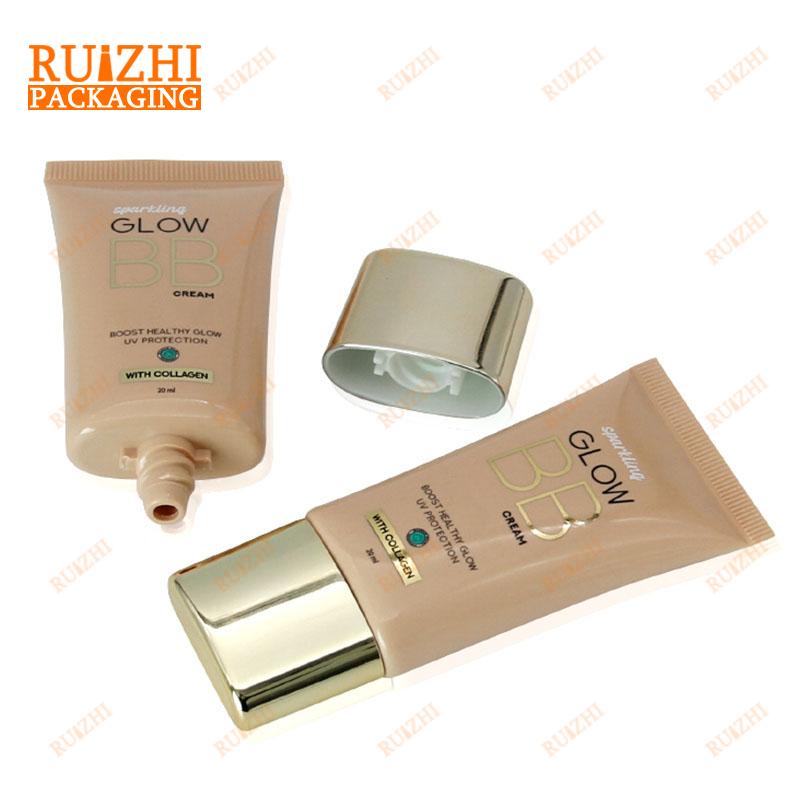 RUIZHI
PACKAGING
sparkling
GLOW
BB
CREAM
BOOST HEALTHY GLOW
UV PROTECTION
WITH COLLAGEN
20 ml
sparkling
GLOW
BB
CREAM
BOOST HEALTHY GLOW
UV PROTECTION
WITH COLLAGEN
20 ml
RUIZHI